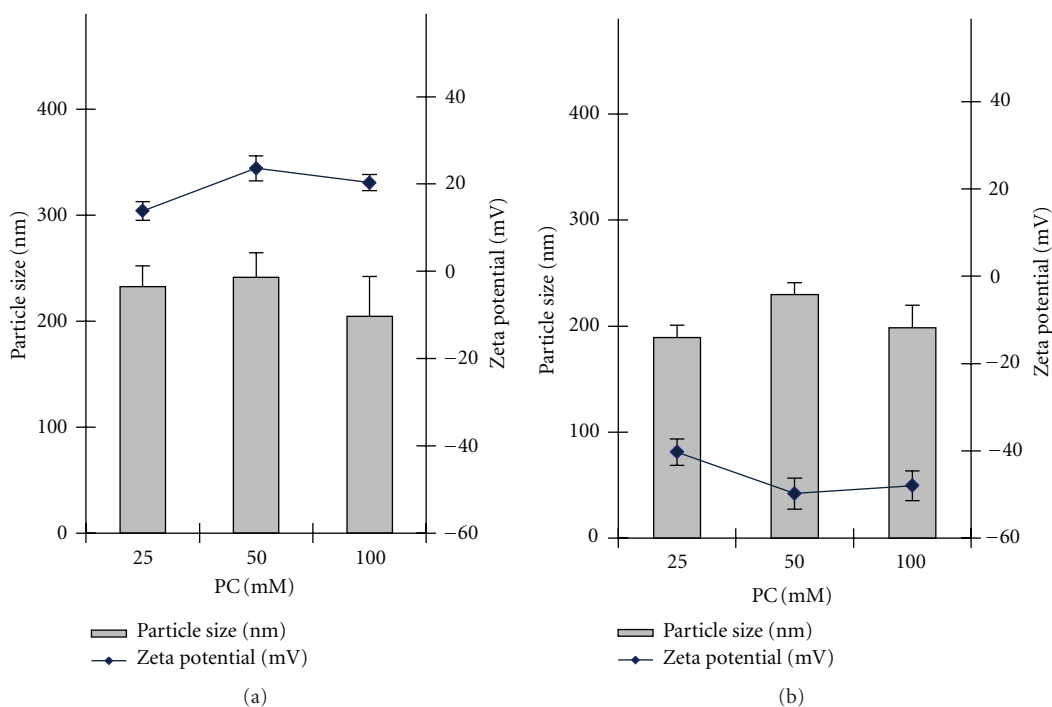 400
300
200
100
0
Particle size (nm)
40
20
0
−20
−40
−60
Zeta potential (mV)
25 50 100
PC (mM)
Particle size (nm)
Zeta potential (mV)
(a)
400
300
200
100
0
Particle size (nm)
40
20
0
−20
−40
−60
Zeta potential (mV)
25 50 100
PC (mM)
Particle size (nm)
Zeta potential (mV)
(b)